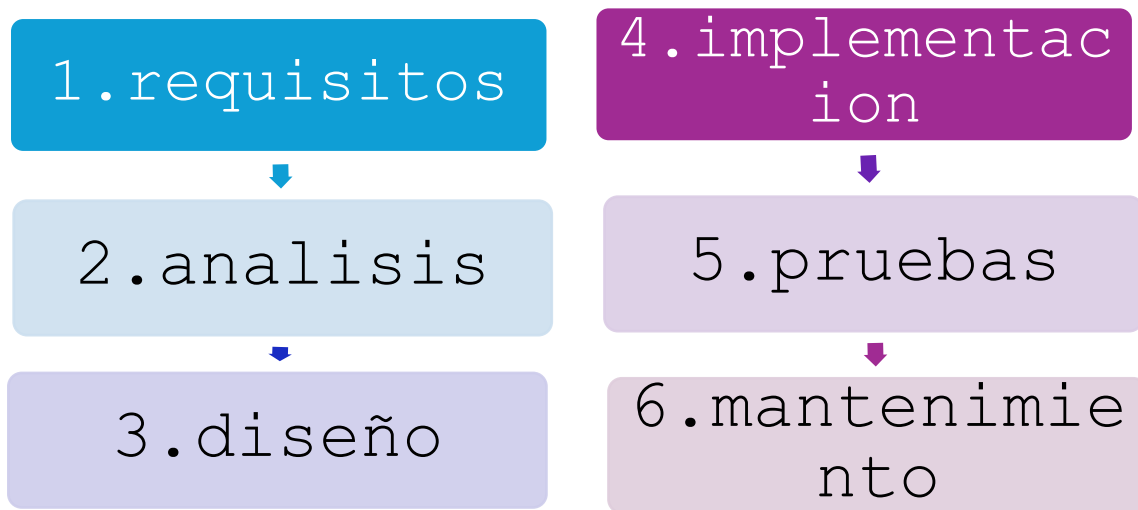 1.requisitos
2.analisis
3.diseño
4.implementac
ion
5.pruebas
6.mantenimie
nto